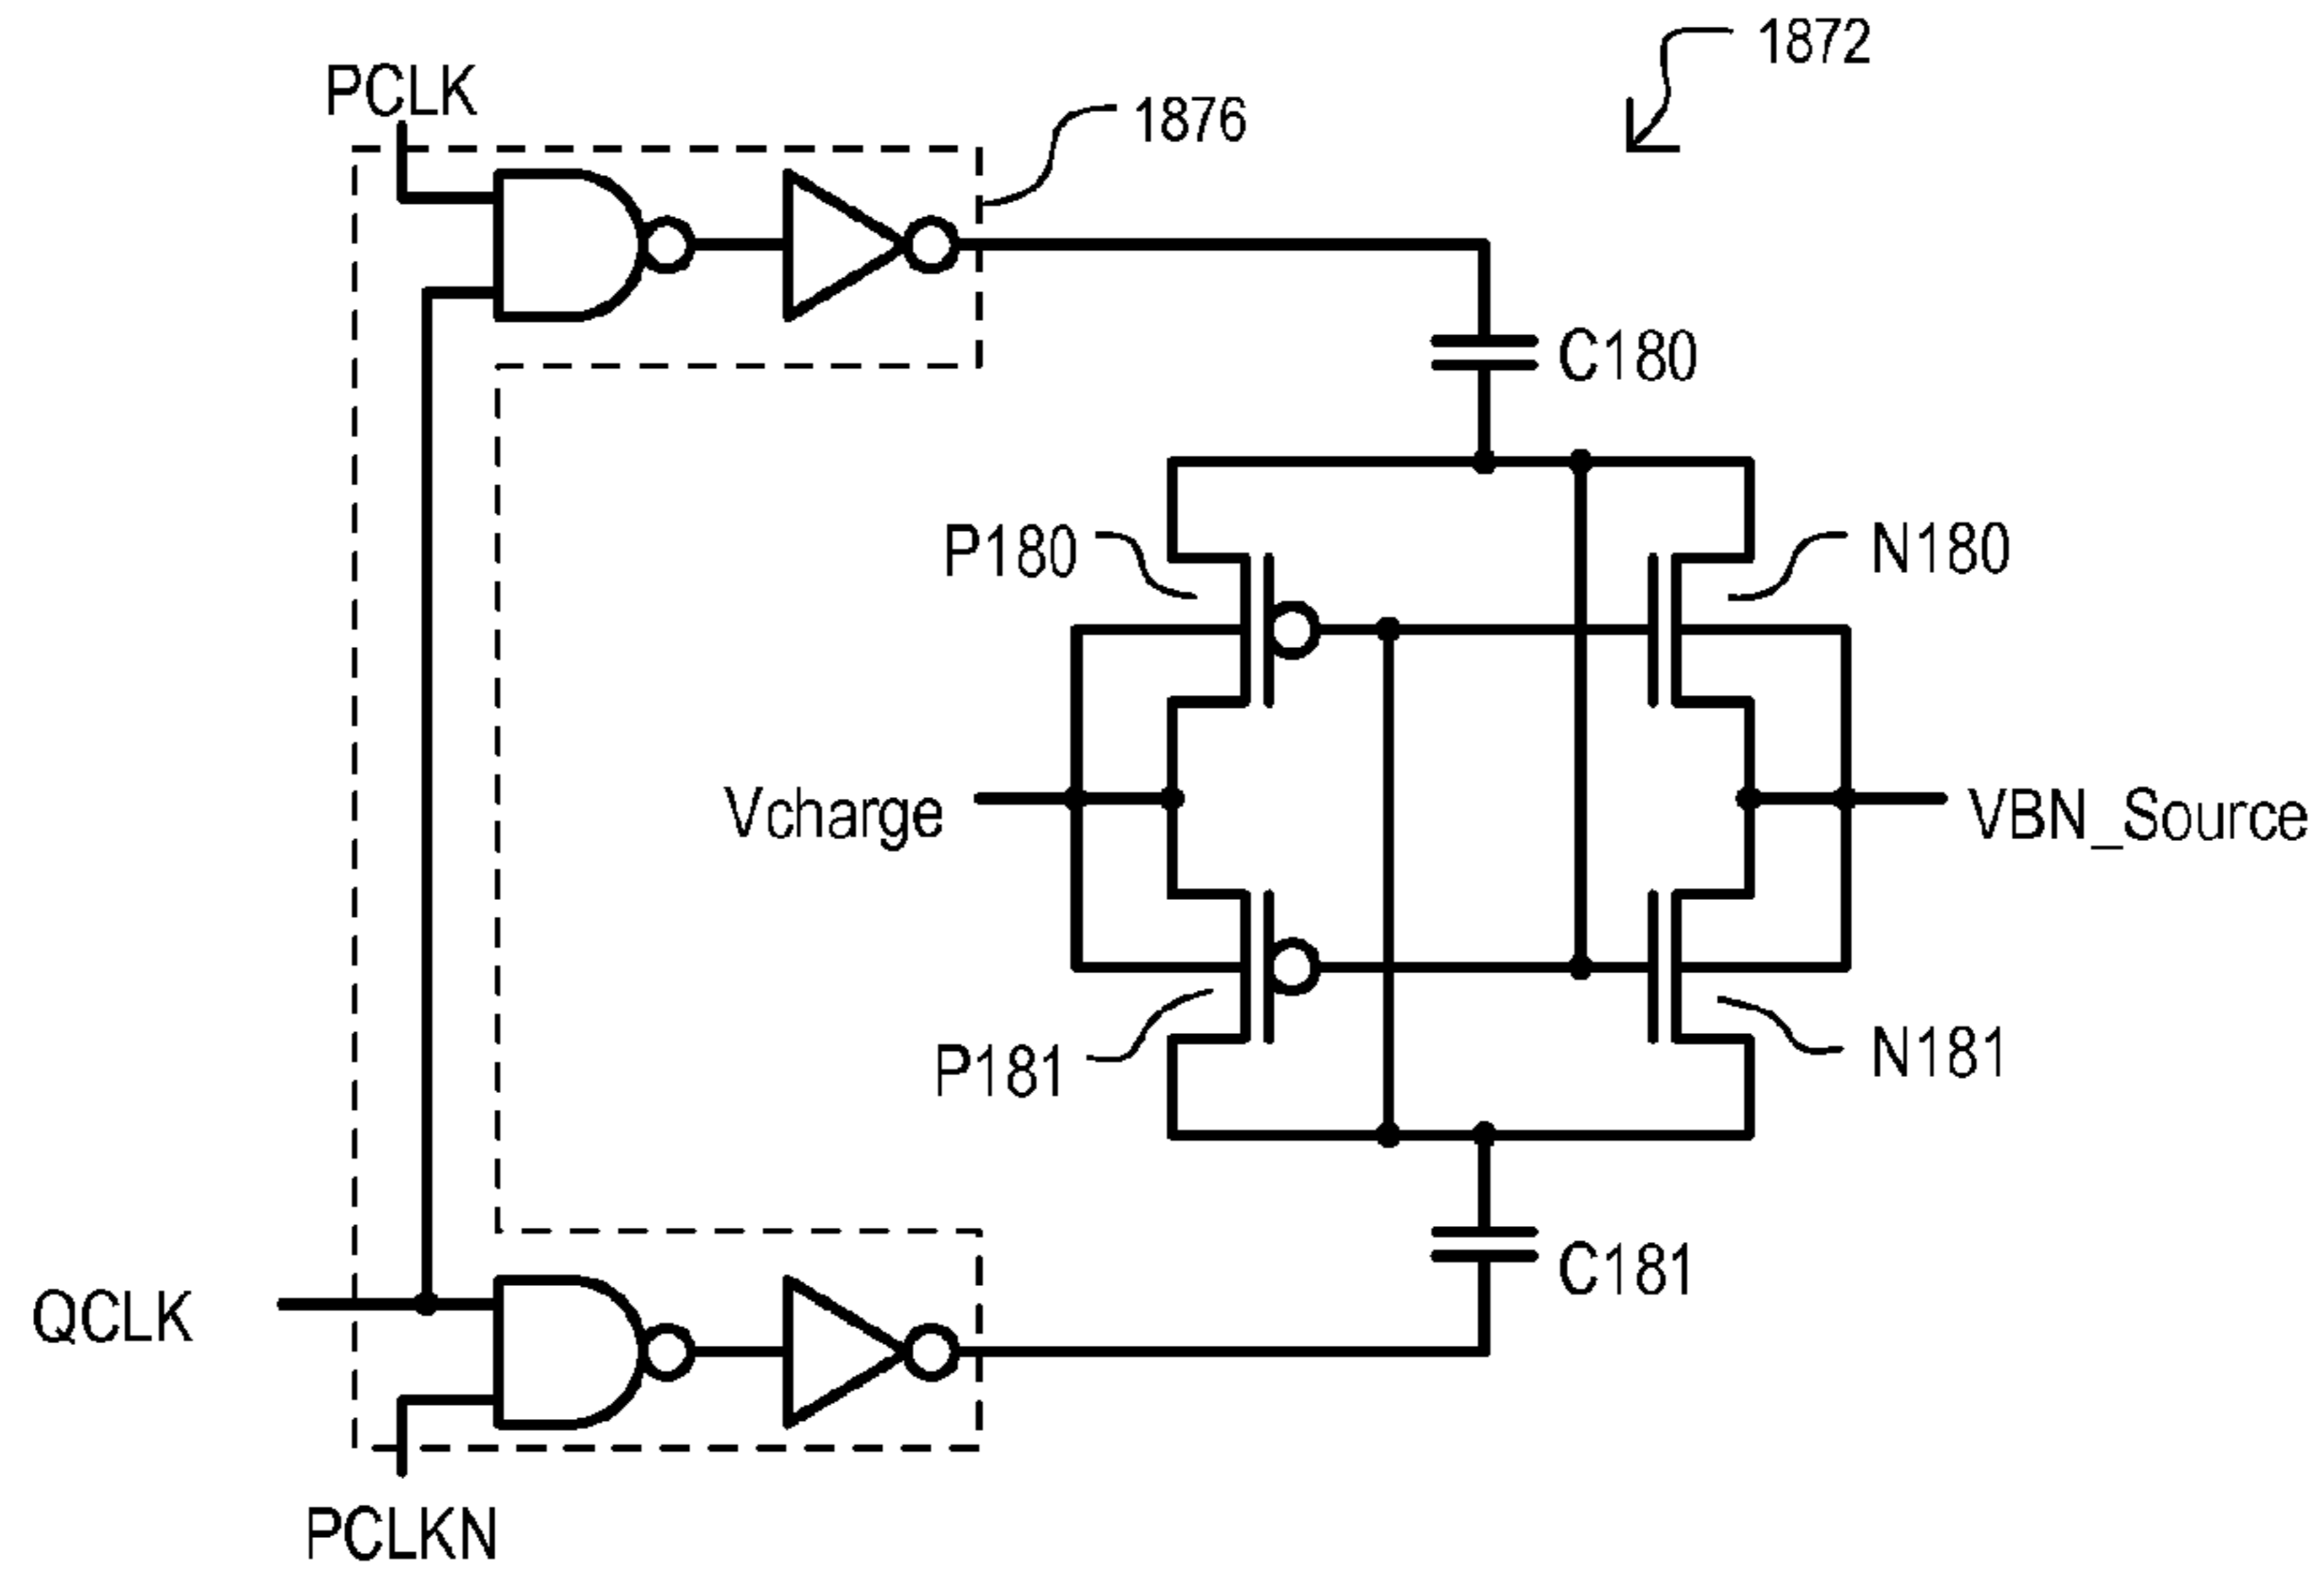 1872
PCLK
1876
C180
P180
N180
Vcharge
VBN_Source
P181
N181
C181
QCLK
PCLKN